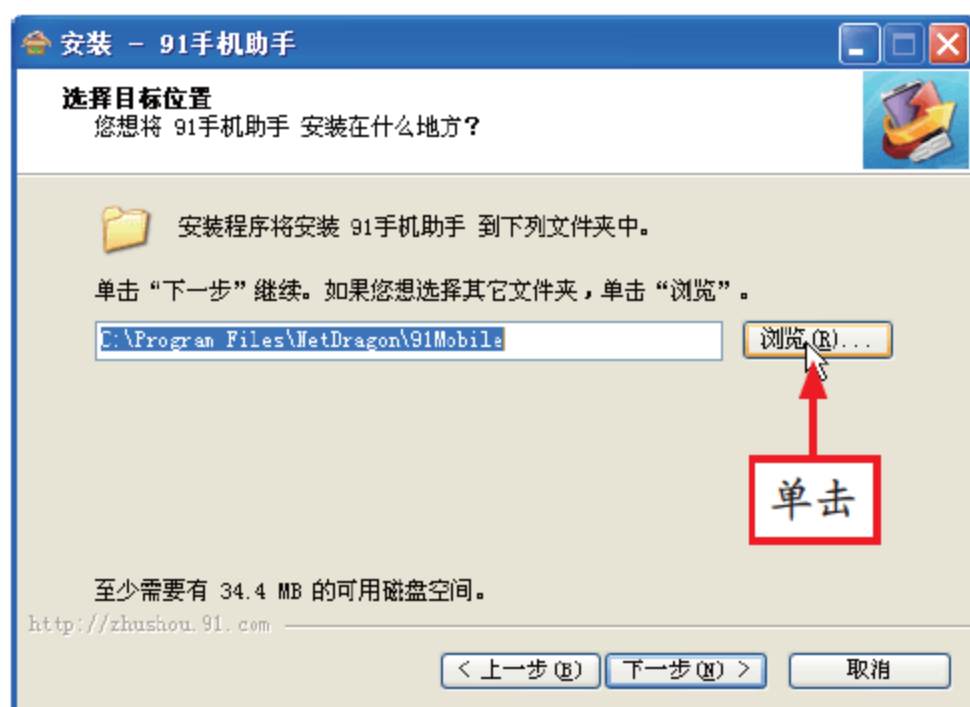 安装 - 91手机助手
选择目标位置
您想将 91手机助手 安装在什么地方?
安装程序将安装 91手机助手 到下列文件夹中。
单击“下一步”继续。如果您想选择其它文件夹,单击“浏览”。
C:\Program Files\NetDragon\91Mobile
浏览(R)...
单击
至少需要有 34.4 MB 的可用磁盘空间。
http://zhushou.91.com
< 上一步(B)
下一步(N) >
取消